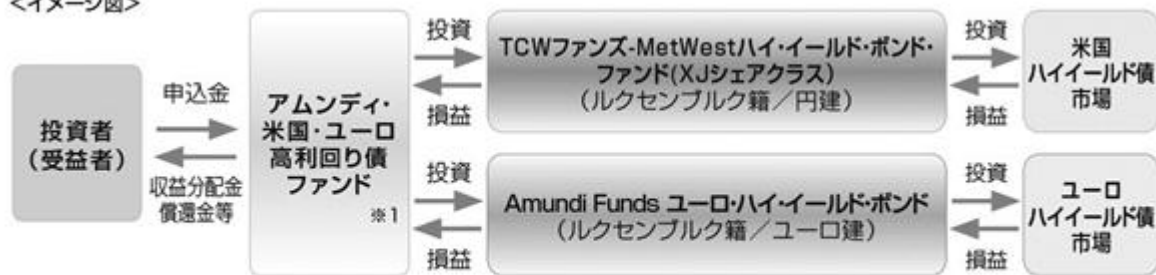 <イメージ図>
投資者
(受益者)
申込金
収益分配金
償還金等
アムンディ・
米国・ユーロ
高利回り債
ファンド
※1
投資
損益
TCWファンズ-MetWestハイ・イールド・ボンド・
ファンド(XJシェアクラス)
(ルクセンブルク籍/円建)
投資
損益
米国
ハイイールド債
市場
投資
損益
Amundi Funds ユーロ・ハイ・イールド・ボンド
(ルクセンブルク籍/ユーロ建)
投資
損益
ユーロ
ハイイールド債
市場